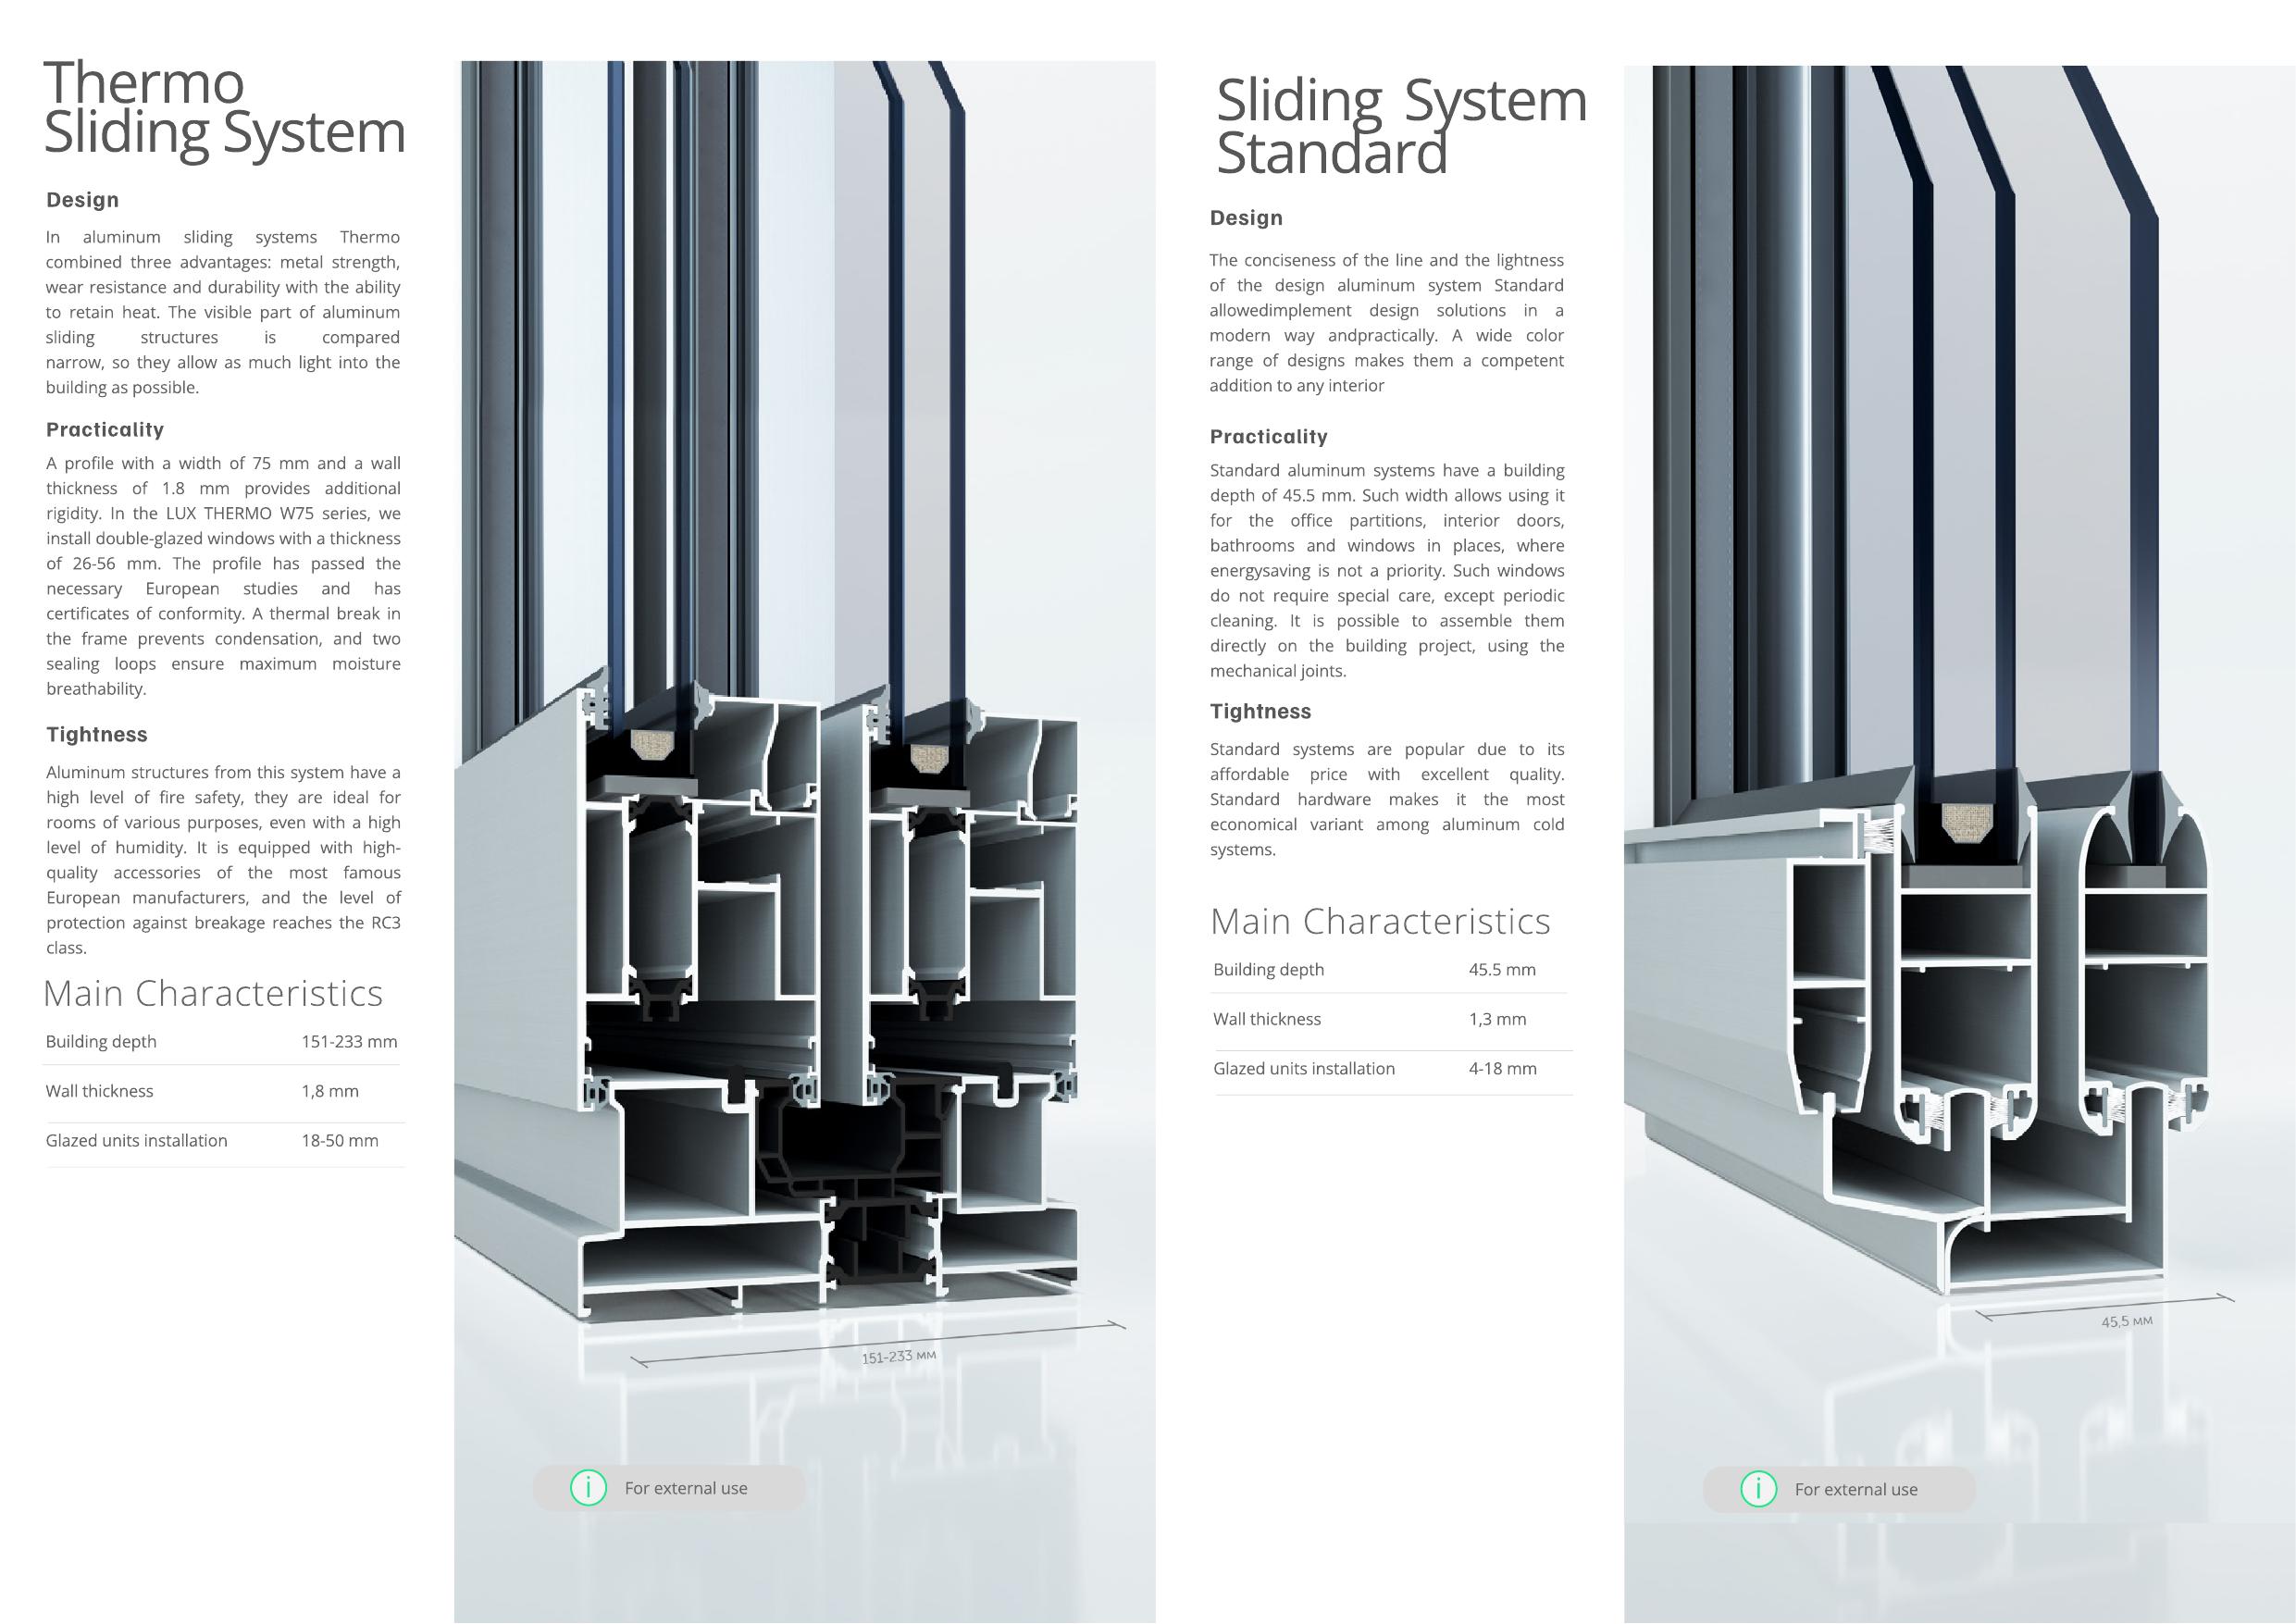 Thermo
Sliding System
Design
In aluminum sliding systems Thermo
combined three advantages: metal strength,
wear resistance and durability with the ability
to retain heat. The visible part of aluminum
sliding structures is compared
narrow, so they allow as much light into the
building as possible.
Practicality
A profile with a width of 75 mm and a wall
thickness of 1.8 mm provides additional
rigidity. In the LUX THERMO W75 series, we
install double-glazed windows with a thickness
of 26-56 mm. The profile has passed the
necessary European studies and has
certificates of conformity. A thermal break in
the frame prevents condensation, and two
sealing loops ensure maximum moisture
breathability.
Tightness
Aluminum structures from this system have a
high level of fire safety, they are ideal for
rooms of various purposes, even with a high
level of humidity. It is equipped with high-
quality accessories of the most famous
European manufacturers, and the level of
protection against breakage reaches the RC3
class.
Main Characteristics
Building depth 151-233 mm
Wall thickness 1,8 mm
Glazed units installation 18-50 mm
151-233 мм
For external use
Sliding System
Standard
Design
The conciseness of the line and the lightness
of the design aluminum system Standard
allowedimplement design solutions in a
modern way andpractically. A wide color
range of designs makes them a competent
addition to any interior
Practicality
Standard aluminum systems have a building
depth of 45.5 mm. Such width allows using it
for the office partitions, interior doors,
bathrooms and windows in places, where
energysaving is not a priority. Such windows
do not require special care, except periodic
cleaning. It is possible to assemble them
directly on the building project, using the
mechanical joints.
Tightness
Standard systems are popular due to its
affordable price with excellent quality.
Standard hardware makes it the most
economical variant among aluminum cold
systems.
Main Characteristics
Building depth 45.5 mm
Wall thickness 1,3 mm
Glazed units installation 4-18 mm
45,5 мм
For external use